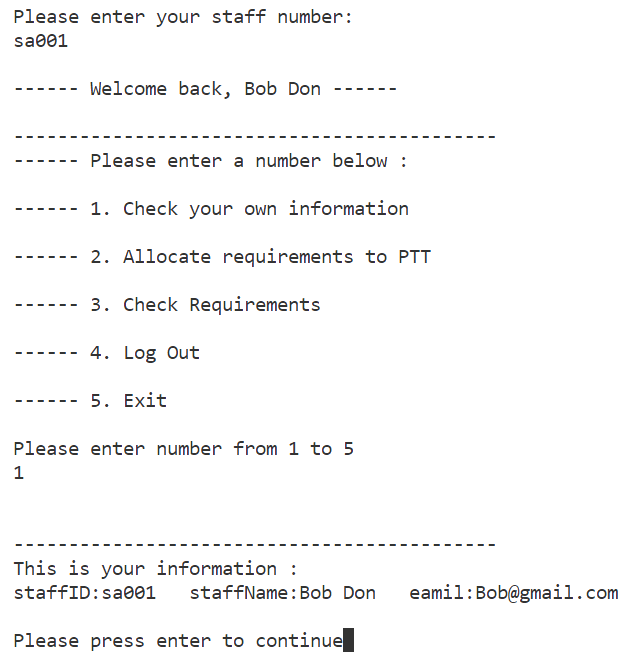 Please enter your staff number:
sa001
------ Welcome back, Bob Don ------
--------------------------------------------
------ Please enter a number below :
------ 1. Check your own information
------ 2. Allocate requirements to PTT
------ 3. Check Requirements
------ 4. Log Out
------ 5. Exit
Please enter number from 1 to 5
1
--------------------------------------------
This is your information :
staffID:sa001   staffName:Bob Don   eamil:Bob@gmail.com
Please press enter to continue